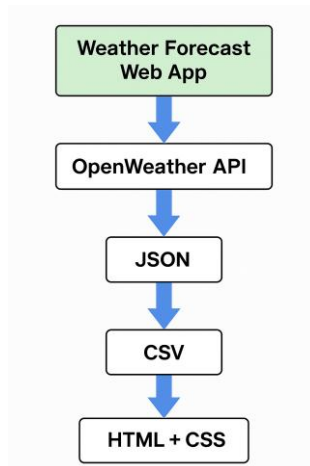 Weather Forecast
Web App
OpenWeather API
JSON
CSV
HTML + CSS